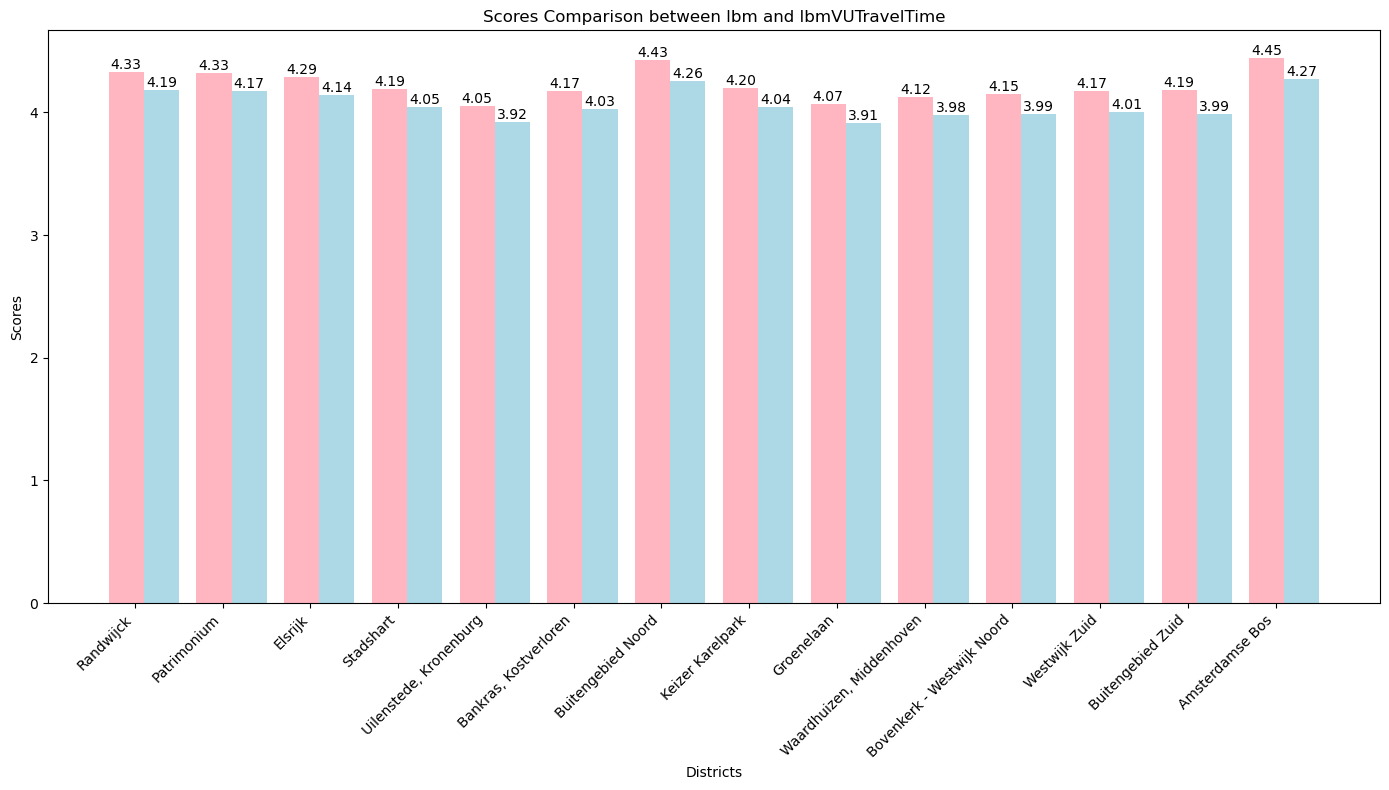 Scores Comparison between lbm and lbmVUTravelTime
4.33
4.19
4.33
4.17
4.29
4.14
4.19
4.05
4.05
3.92
4.17
4.03
4.43
4.26
4.20
4.04
4.07
3.91
4.12
3.98
4.15
3.99
4.17
4.01
4.19
3.99
4.45
4.27
4
3
2
1
0
Scores
Randwijck
Patrimonium
Elsrijk
Stadshart
Uilenstede, Kronenburg
Bankras, Kostverloren
Buitengebied Noord
Keizer Karelpark
Groenelaan
Waardhuizen, Middenhoven
Bovenkerk - Westwijk Noord
Westwijk Zuid
Buitengebied Zuid
Amsterdamse Bos
Districts